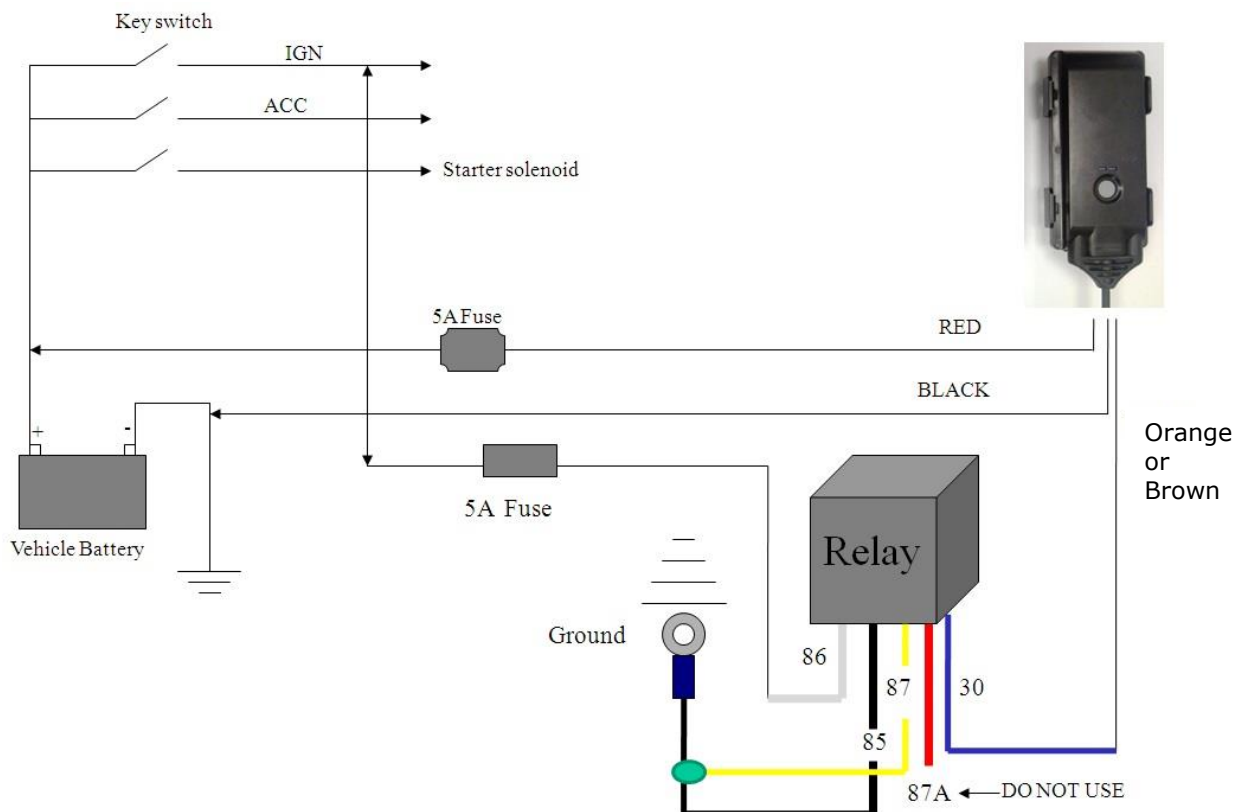 Key switch
IGN
ACC
Starter solenoid
5A Fuse
RED
BLACK
+ -
Orange
or
Brown
5A Fuse
Vehicle Battery
Relay
Ground
86
87
30
85
87A
DO NOT USE